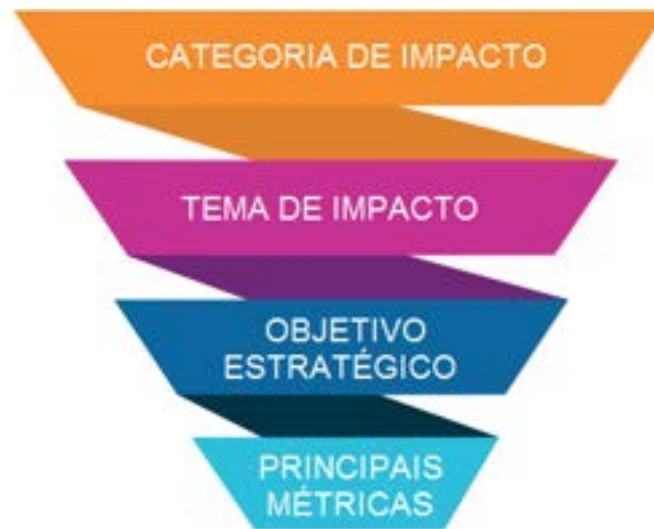 CATEGORIA DE IMPACTO
TEMA DE IMPACTO
OBJETIVO
ESTRATÉGICO
PRINCIPAIS
MÉTRICAS